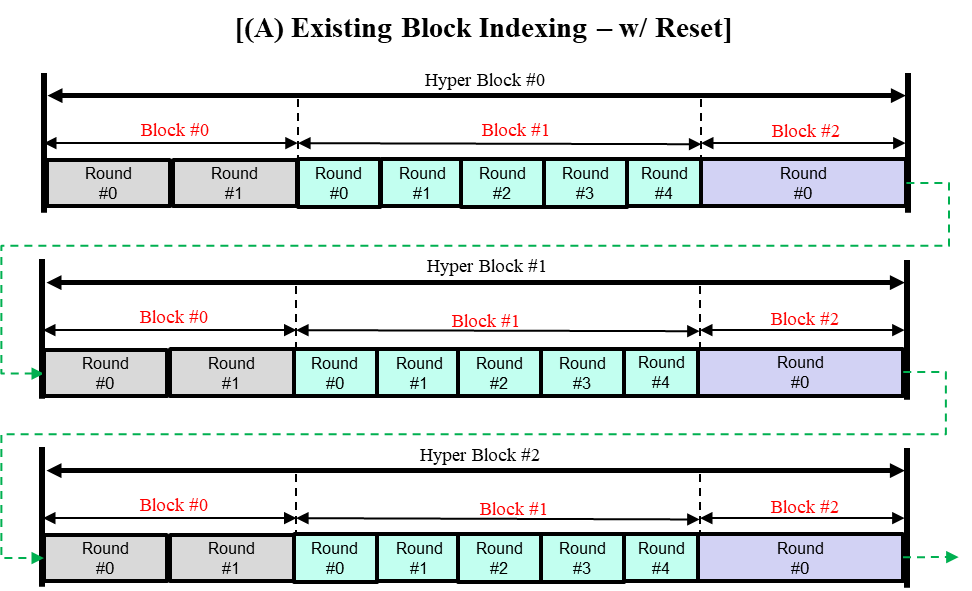 [(A) Existing Block Indexing – w/ Reset]
Hyper Block #0
Block #0 Block #1 Block #2
Round Round Round Round Round Round Round Round
#0 #1 #0 #1 #2 #3 #4 #0
Hyper Block #1
Block #0 Block #1 Block #2
Round Round Round Round Round Round Round Round
#0 #1 #0 #1 #2 #3 #4 #0
Hyper Block #2
Block #0 Block #1 Block #2
Round Round Round Round Round Round Round Round
#0 #1 #0 #1 #2 #3 #4 #0